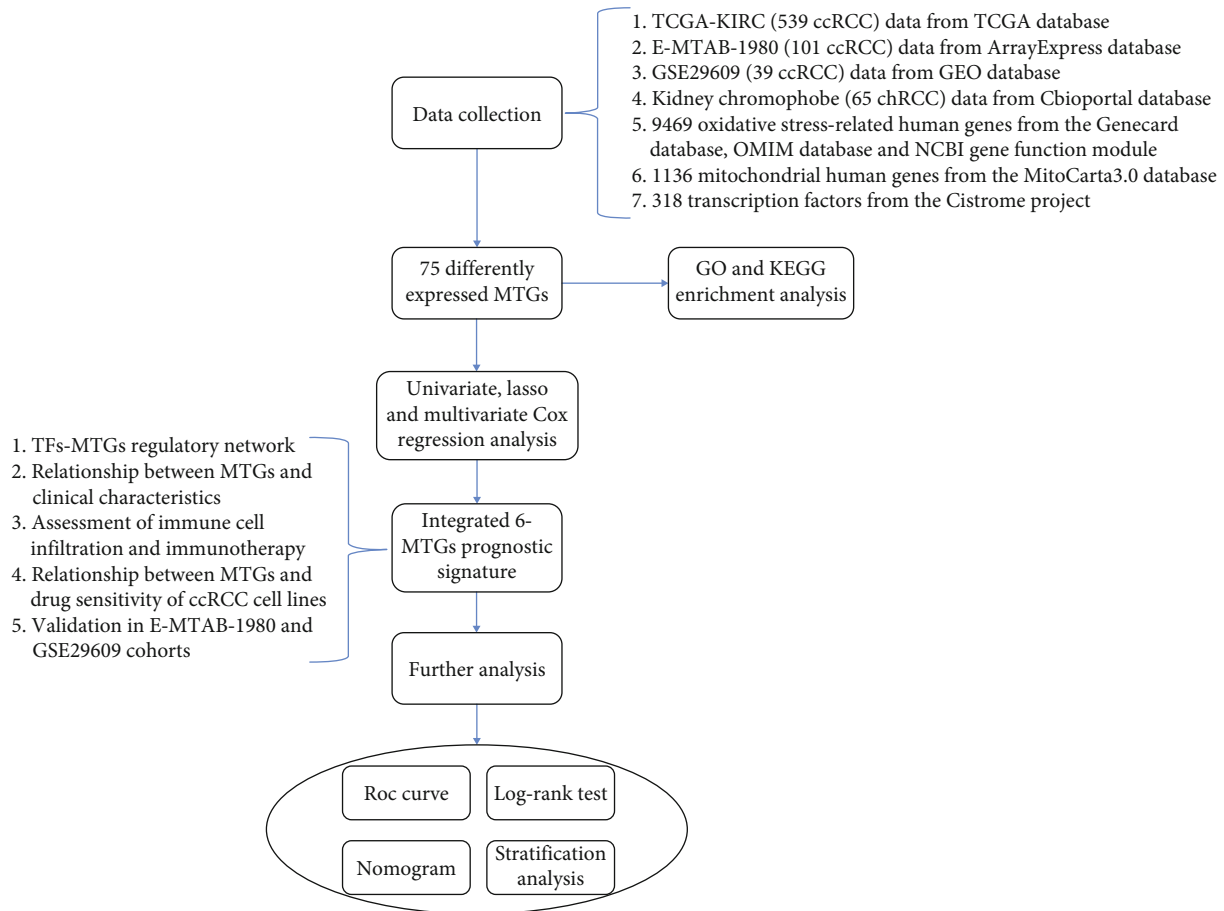 1. TCGA-KIRC (539 ccRCC) data from TCGA database
2. E-MTAB-1980 (101 ccRCC) data from ArrayExpress database
3. GSE29609 (39 ccRCC) data from GEO database
4. Kidney chromophobe (65 chRCC) data from Cbioportal database
5. 9469 oxidative stress-related human genes from the Genecard
database, OMIM database and NCBI gene function module
6. 1136 mitochondrial human genes from the MitoCarta3.0 database
7. 318 transcription factors from the Cistrome project
Data collection
75 differently
expressed MTGs
GO and KEGG
enrichment analysis
Univariate, lasso
and multivariate Cox
regression analysis
1. TFs-MTGs regulatory network
2. Relationship between MTGs and
clinical characteristics
3. Assessment of immune cell
infiltration and immunotherapy
4. Relationship between MTGs and
drug sensitivity of ccRCC cell lines
5. Validation in E-MTAB-1980 and
GSE29609 cohorts
Integrated 6-
MTGs prognostic
signature
Further analysis
Roc curve
Log-rank test
Nomogram
Stratification
analysis